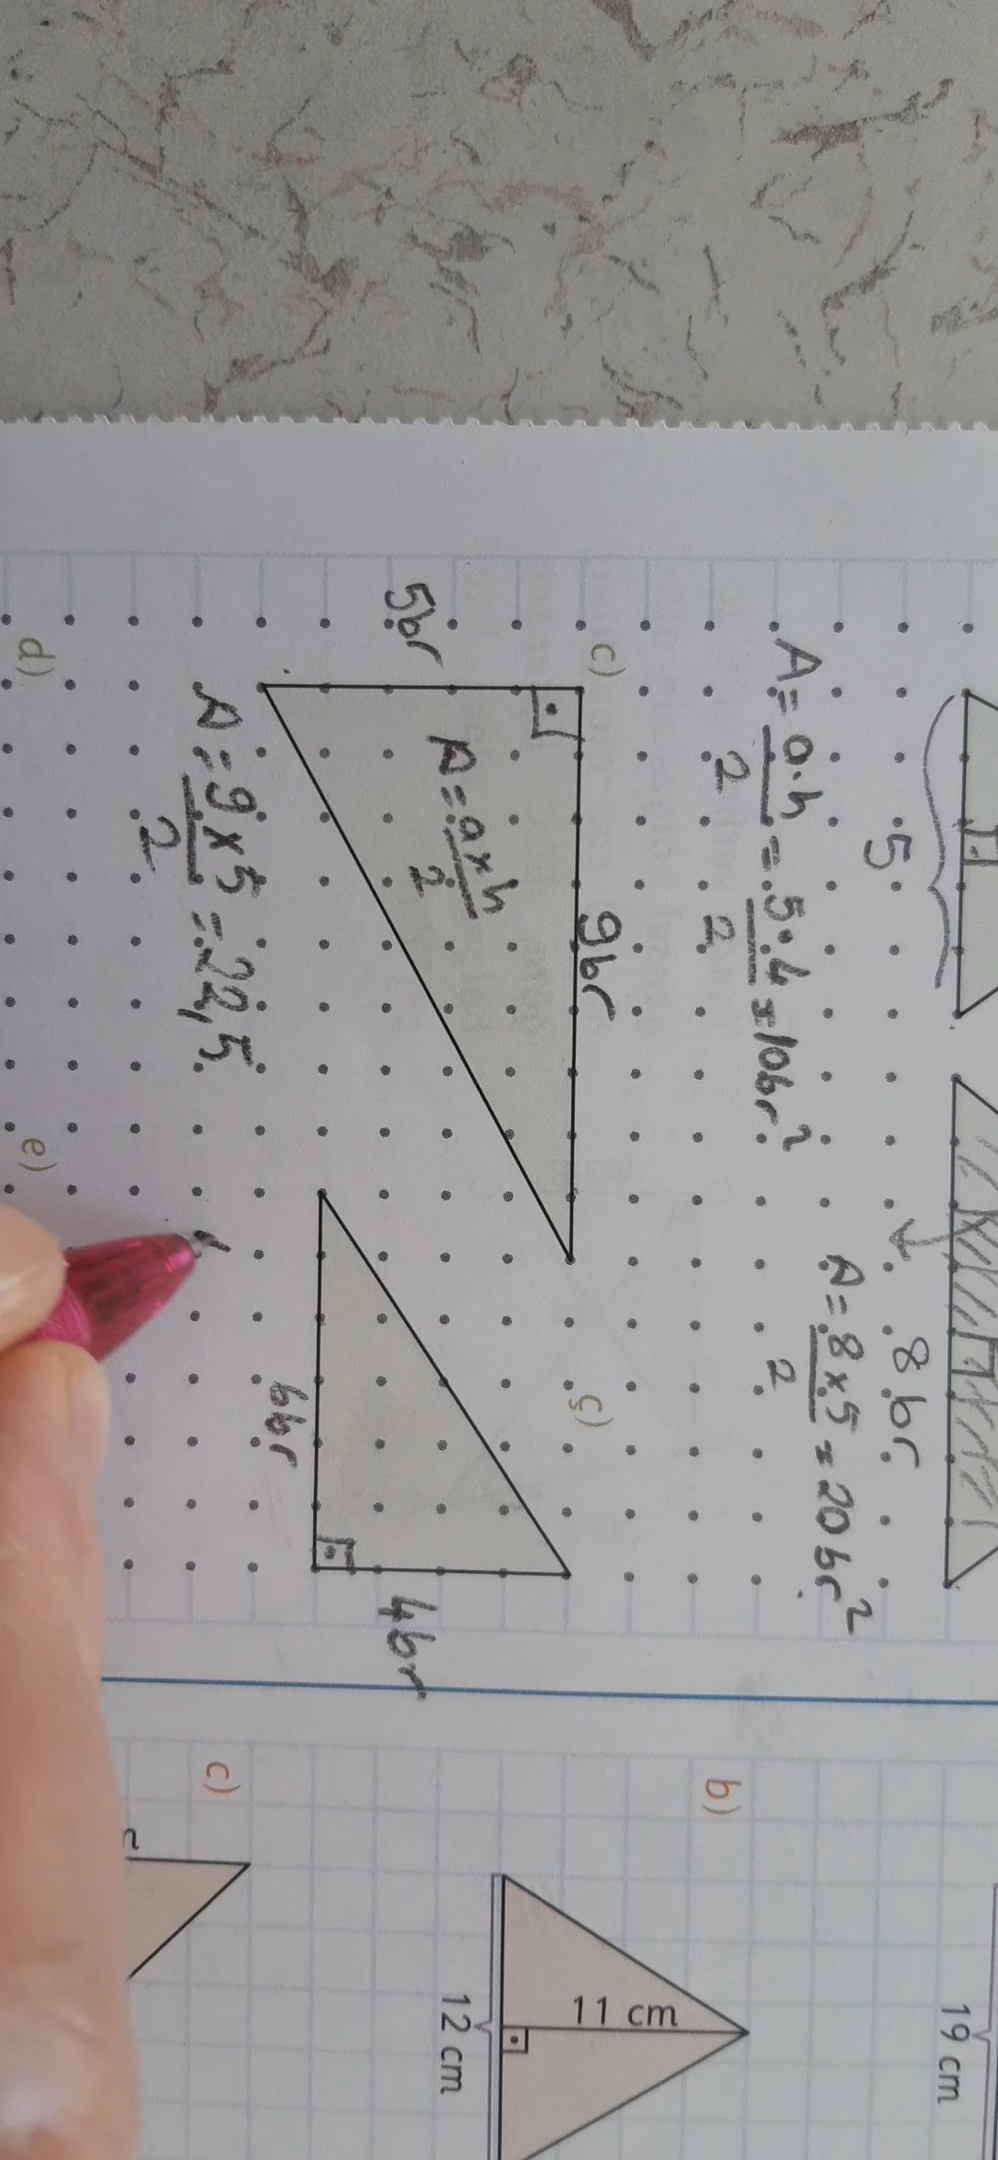 5
8br
A = a.h/2 = 5.4/2 = 10br²
A = 8x5/2 = 20br²
c)
9br
5br
A = axh/2
A = 9x5/2 = 22,5
ç)
6br
4br
d)
e)
19 cm
b)
11 cm
12 cm
c)